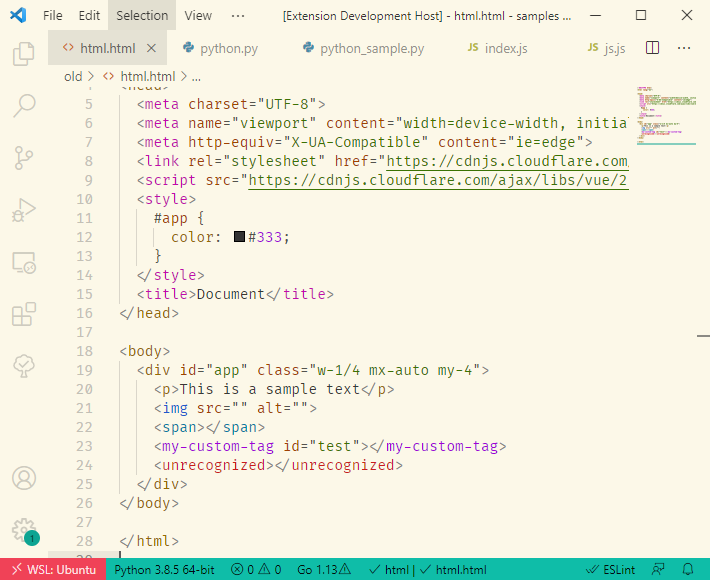 File Edit Selection View ··· [Extension Development Host] - html.html - samples ...
html.html python.py python_sample.py index.js js.js ···
old > html.html > ...
4 <head>
5 <meta charset="UTF-8">
6 <meta name="viewport" content="width=device-width, initia
7 <meta http-equiv="X-UA-Compatible" content="ie=edge">
8 <link rel="stylesheet" href="https://cdnjs.cloudflare.com/
9 <script src="https://cdnjs.cloudflare.com/ajax/libs/vue/2
10 <style>
11 #app {
12 color: #333;
13 }
14 </style>
15 <title>Document</title>
16 </head>
17
18 <body>
19 <div id="app" class="w-1/4 mx-auto my-4">
20 <p>This is a sample text</p>
21 <img src="" alt="">
22 <span></span>
23 <my-custom-tag id="test"></my-custom-tag>
24 <unrecognized></unrecognized>
25 </div>
26 </body>
27
28 </html>
29
1
WSL: Ubuntu Python 3.8.5 64-bit 0 0 Go 1.13 html | html.html ESLint